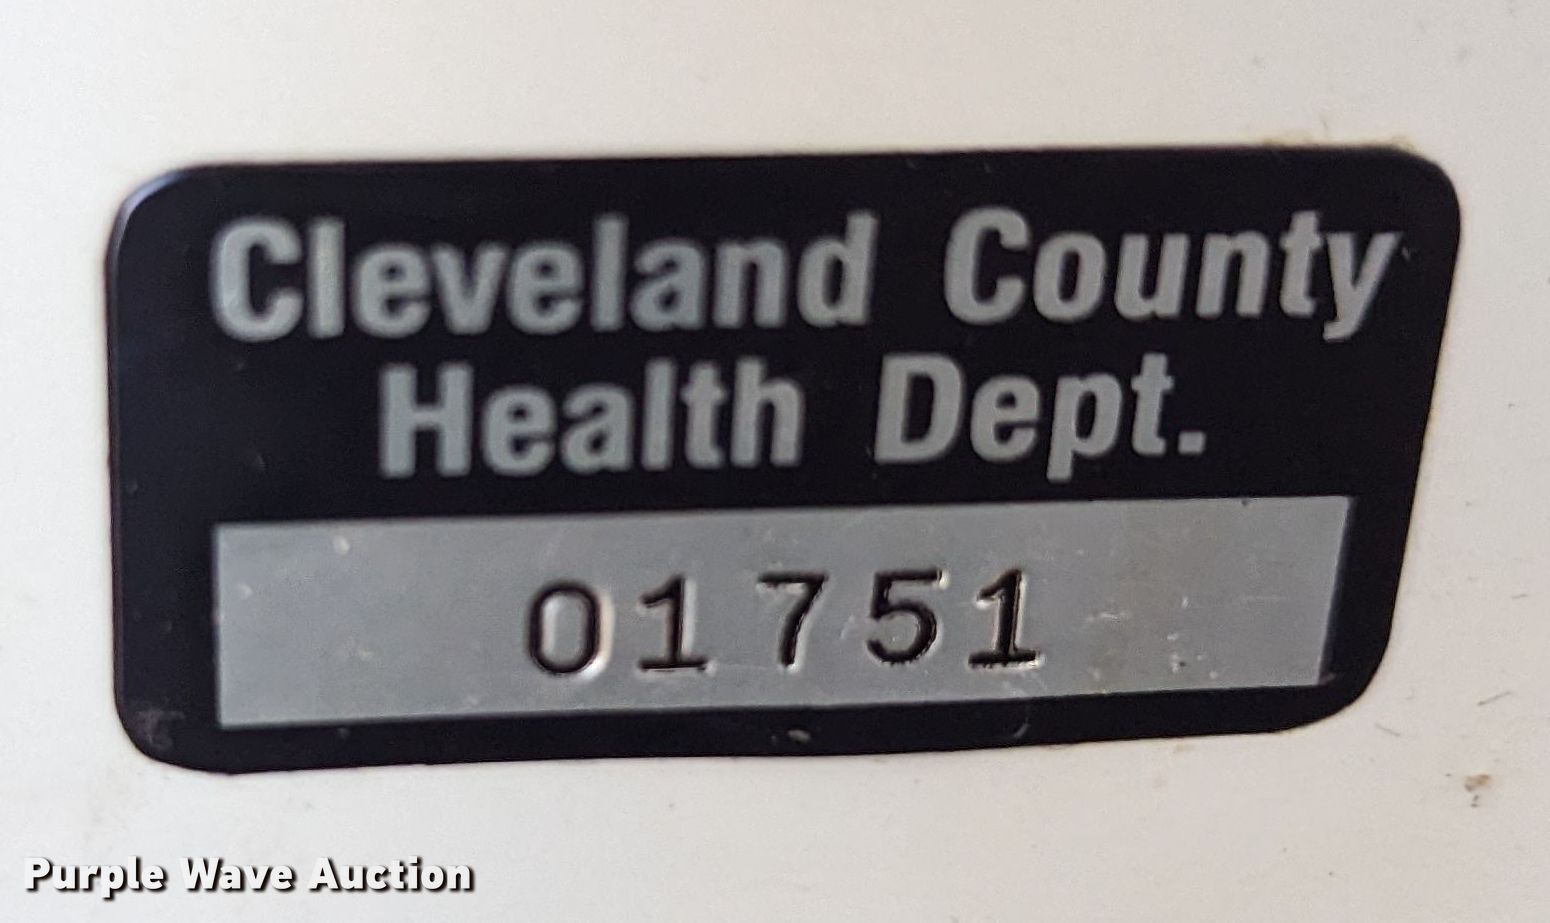 Cleveland County
Health Dept.
01751
Purple Wave Auction